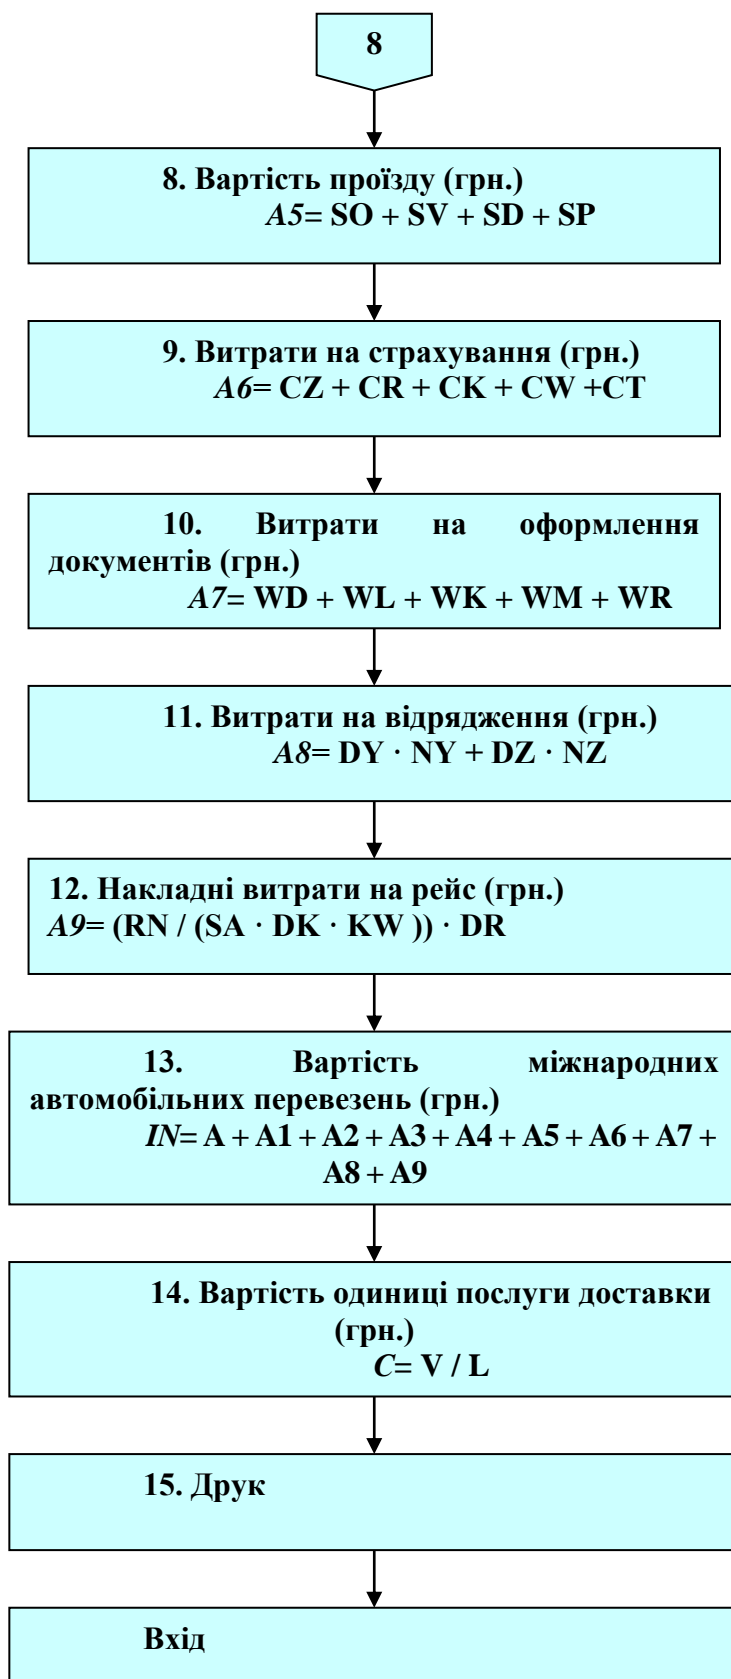 8
8. Вартість проїзду (грн.)
A5= SO + SV + SD + SP
9. Витрати на страхування (грн.)
A6= CZ + CR + CK + CW +CT
10. Витрати на оформлення
документів (грн.)
A7= WD + WL + WK + WM + WR
11. Витрати на відрядження (грн.)
A8= DY · NY + DZ · NZ
12. Накладні витрати на рейс (грн.)
A9= (RN / (SA · DK · KW )) · DR
13. Вартість міжнародних
автомобільних перевезень (грн.)
IN= A + A1 + A2 + A3 + A4 + A5 + A6 + A7 +
A8 + A9
14. Вартість одиниці послуги доставки
(грн.)
C= V / L
15. Друк
Вхід